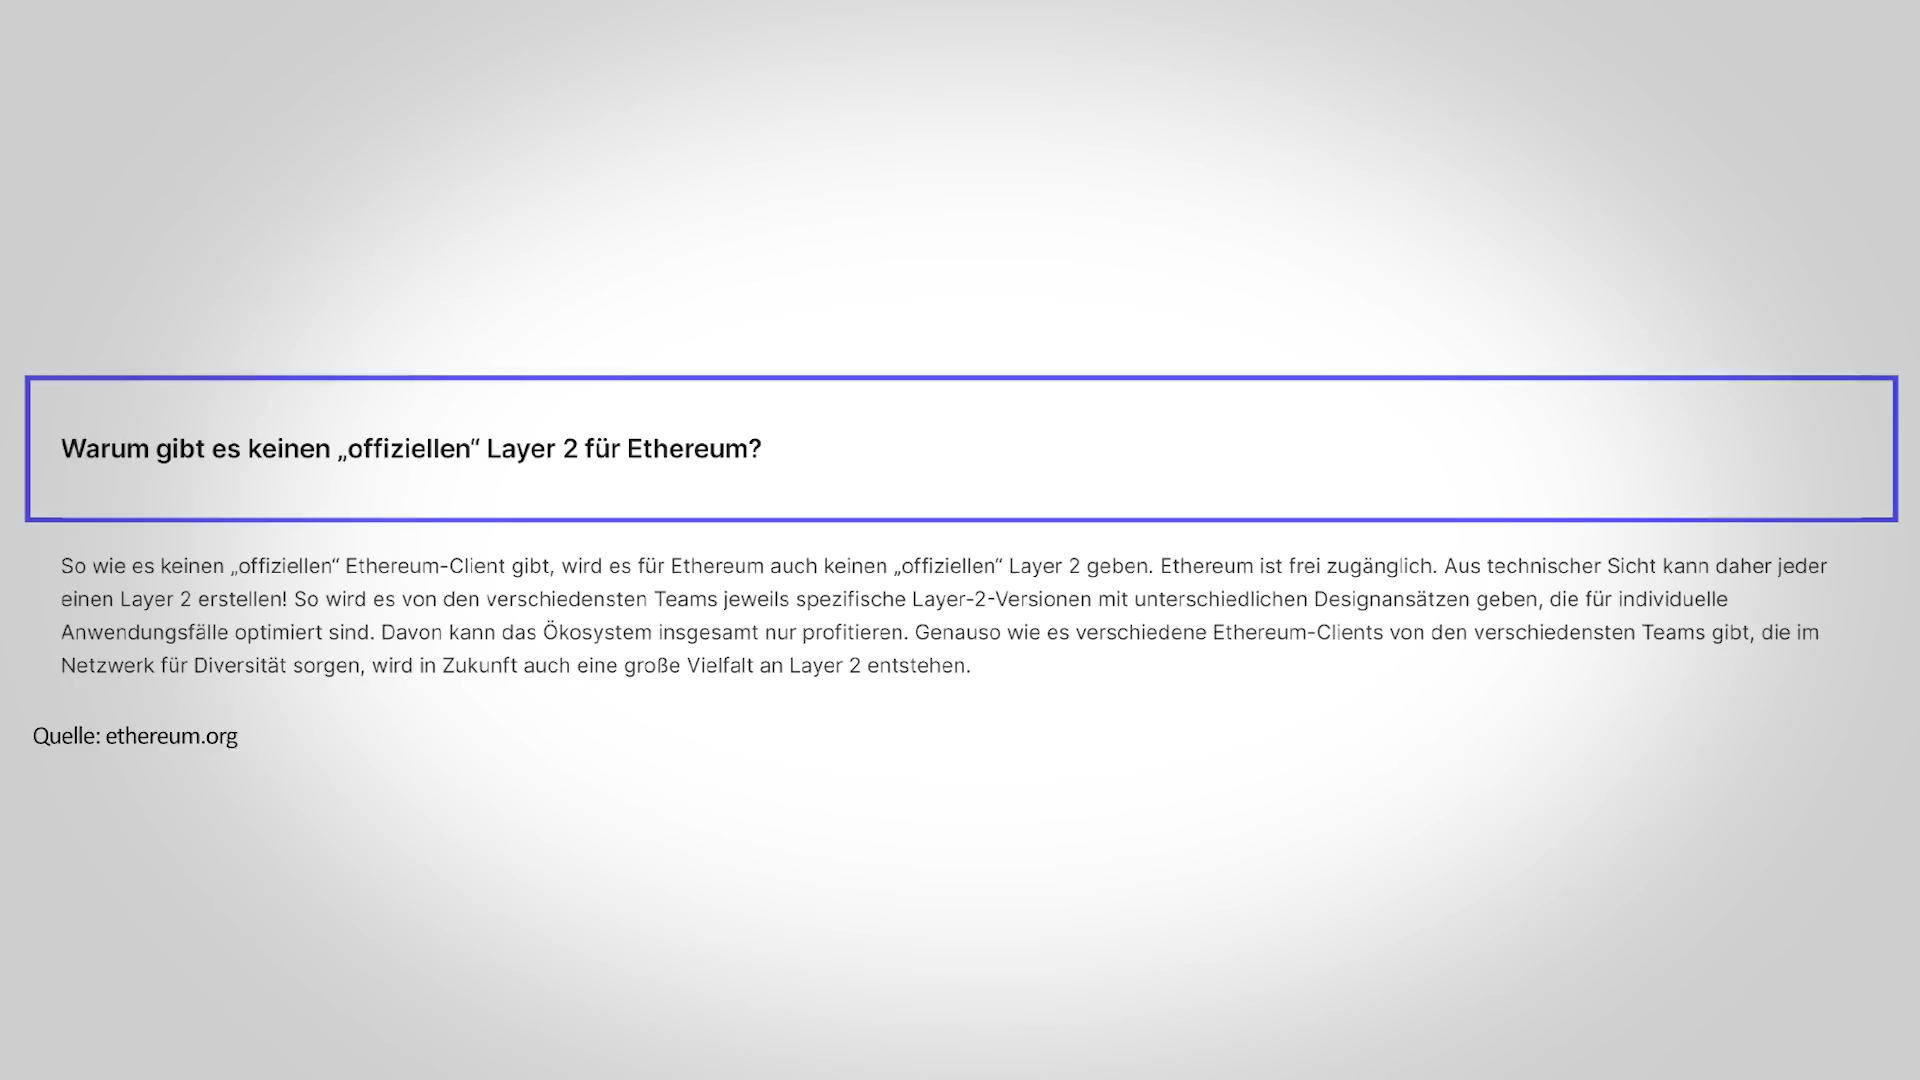 Warum gibt es keinen „offiziellen“ Layer 2 für Ethereum?
So wie es keinen „offiziellen“ Ethereum-Client gibt, wird es für Ethereum auch keinen „offiziellen“ Layer 2 geben. Ethereum ist frei zugänglich. Aus technischer Sicht kann daher jeder
einen Layer 2 erstellen! So wird es von den verschiedensten Teams jeweils spezifische Layer-2-Versionen mit unterschiedlichen Designansätzen geben, die für individuelle
Anwendungsfälle optimiert sind. Davon kann das Ökosystem insgesamt nur profitieren. Genauso wie es verschiedene Ethereum-Clients von den verschiedensten Teams gibt, die im
Netzwerk für Diversität sorgen, wird in Zukunft auch eine große Vielfalt an Layer 2 entstehen.
Quelle: ethereum.org